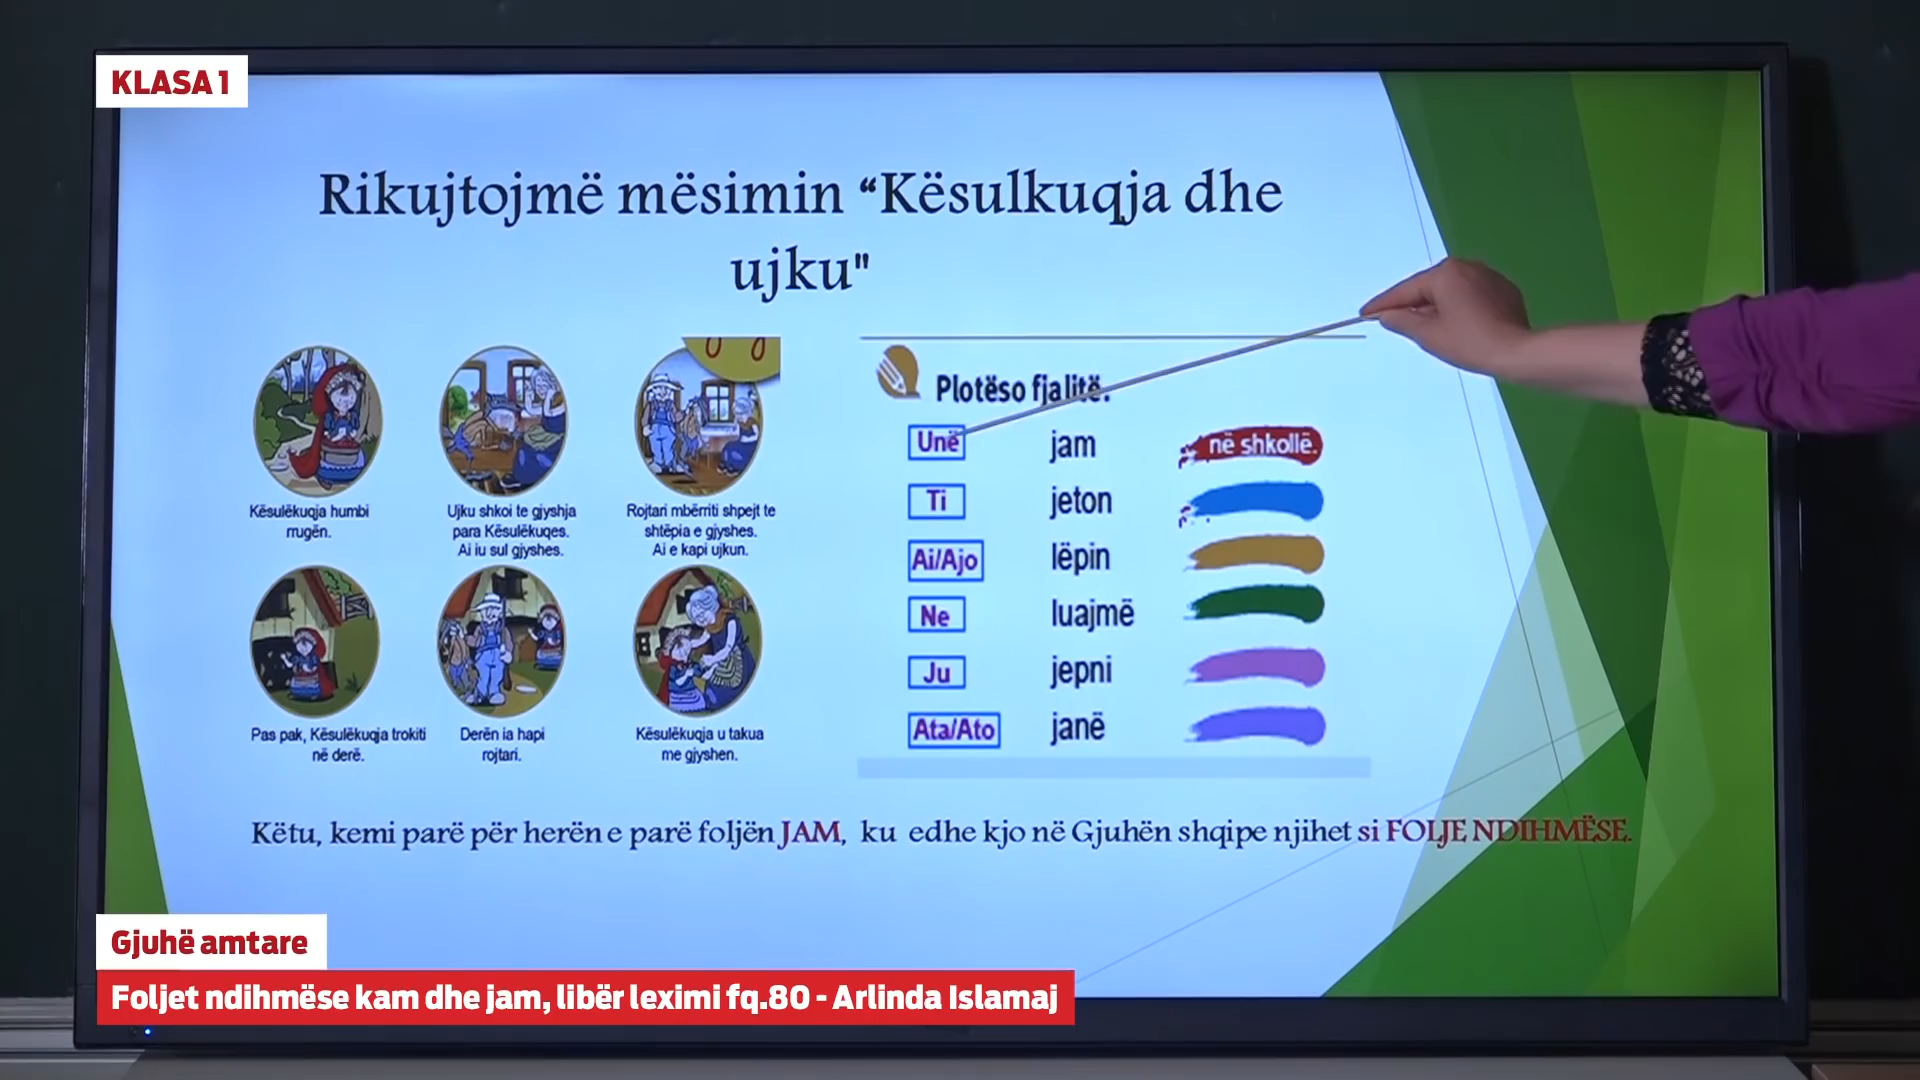 KLASA 1
Rikujtojmë mësimin “Kësulkuqja dhe
ujku"
Kësulëkuqja humbi
rrugën.
Ujku shkoi te gjyshja
para Kësulëkuqes.
Ai iu sul gjyshes.
Rojtari mbërriti shpejt te
shtëpia e gjyshes.
Ai e kapi ujkun.
Pas pak, Kësulëkuqja trokiti
në derë.
Derën ia hapi
rojtari.
Kësulëkuqja u takua
me gjyshen.
Plotëso fjalitë.
Unë jam në shkollë.
Ti jeton
Ai/Ajo lëpin
Ne luajmë
Ju jepni
Ata/Ato janë
Këtu, kemi parë për herën e parë foljën JAM, ku edhe kjo në Gjuhën shqipe njihet si FOLJE NDIHMËSE.
Gjuhë amtare
Foljet ndihmëse kam dhe jam, libër leximi fq.80 - Arlinda Islamaj